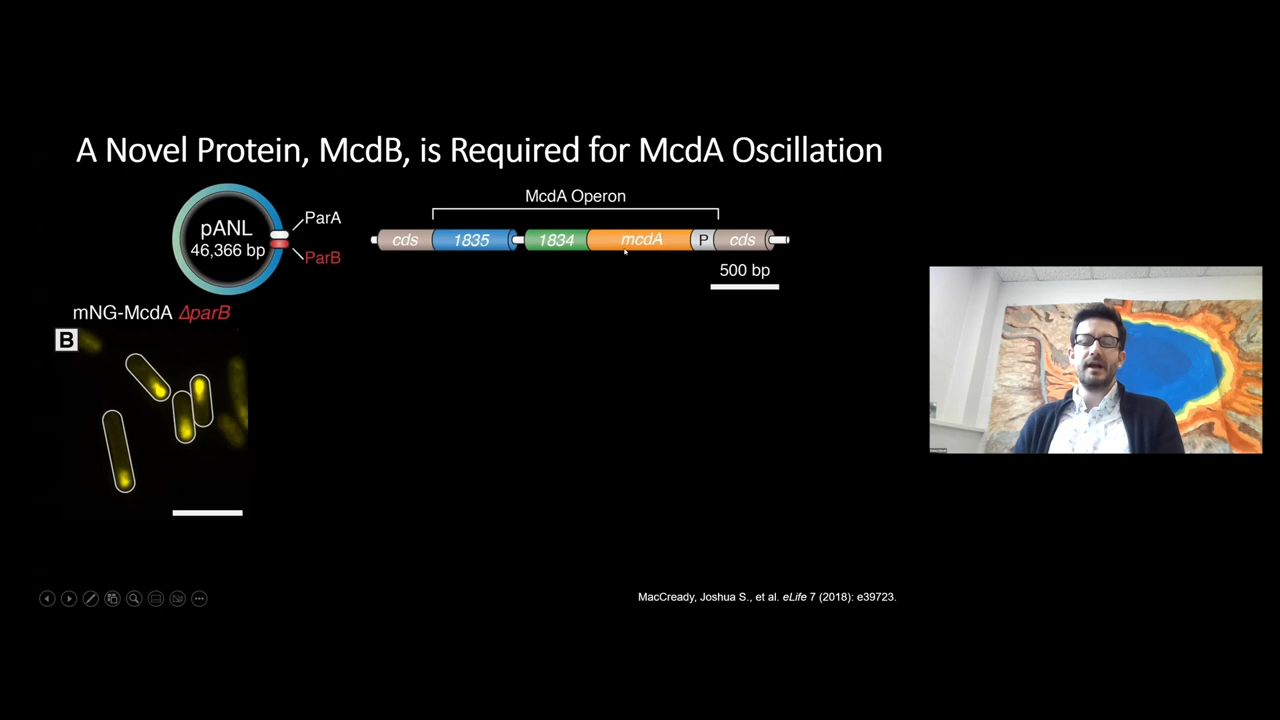 A Novel Protein, McdB, is Required for McdA Oscillation
McdA Operon
pANL
46,366 bp
ParA
ParB
cds 1835 1834 mcdA P cds
500 bp
mNG-McdA ΔparB
B
MacCready, Joshua S., et al. eLife 7 (2018): e39723.